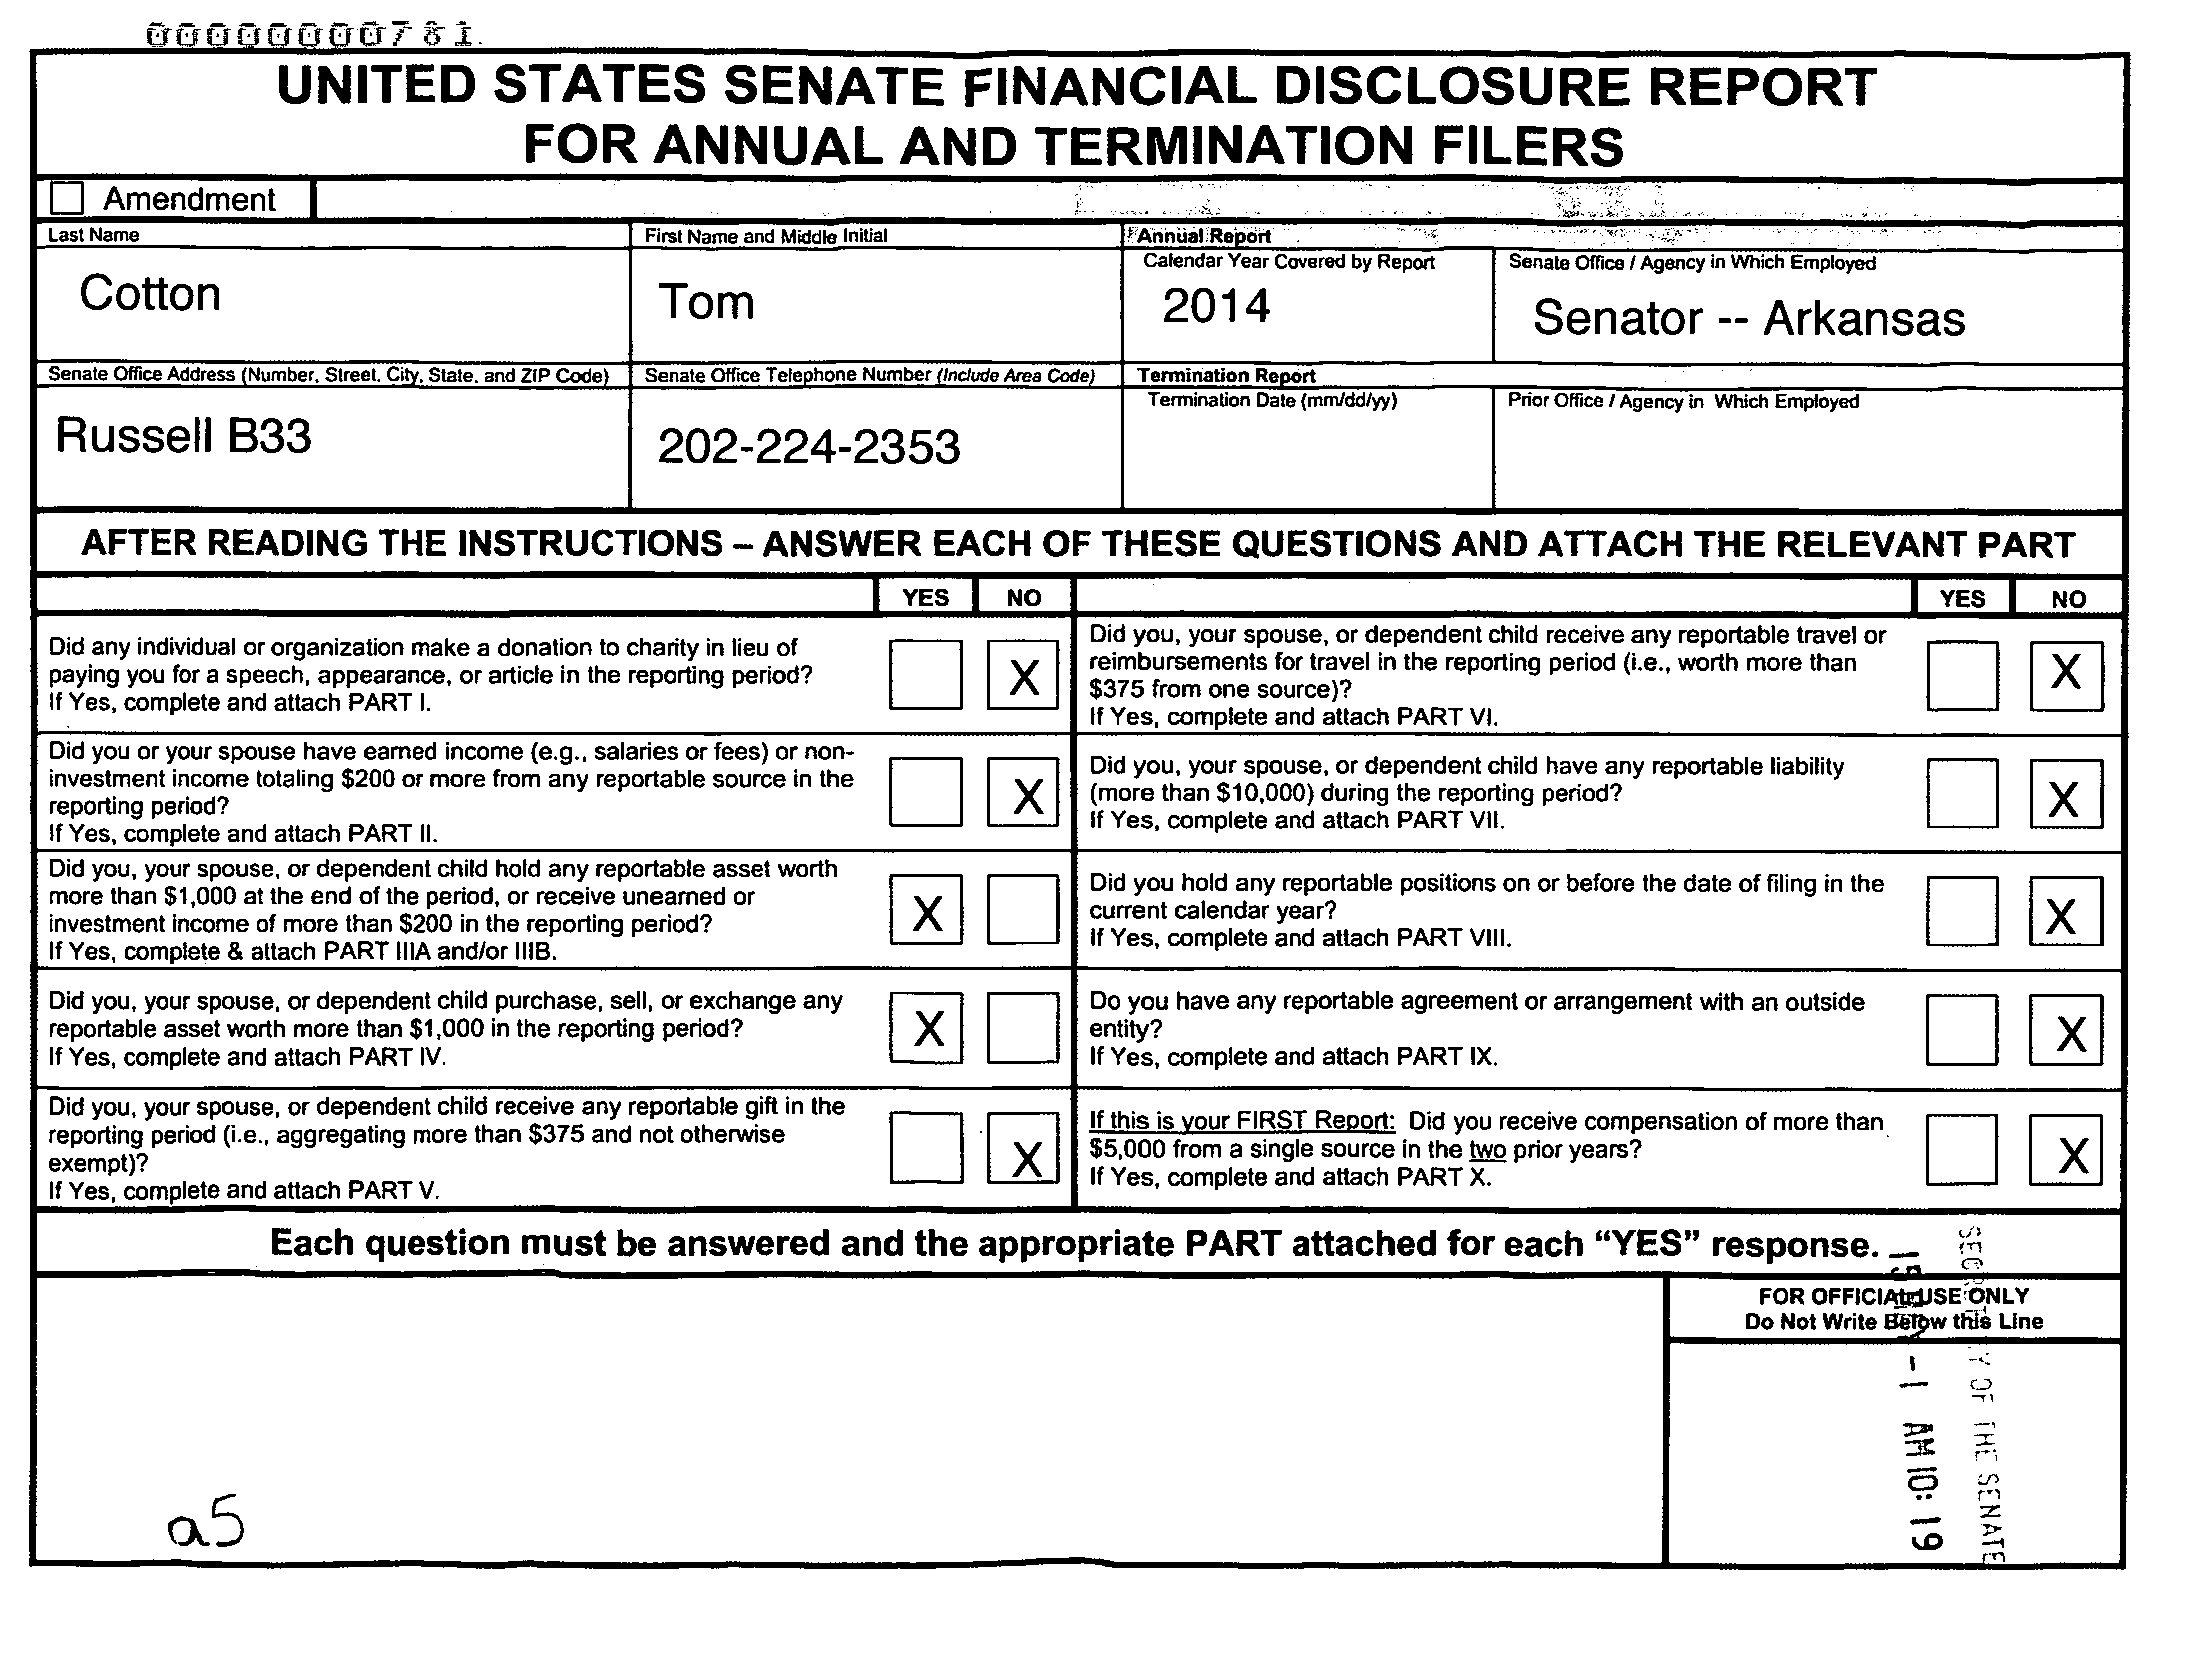 00000000781
UNITED STATES SENATE FINANCIAL DISCLOSURE REPORT
FOR ANNUAL AND TERMINATION FILERS
Amendment
Last Name
First Name and Middle Initial
Annual Report
Calendar Year Covered by Report
Senate Office / Agency in Which Employed
Cotton
Tom
2014
Senator -- Arkansas
Senate Office Address (Number, Street, City, State, and ZIP Code)
Senate Office Telephone Number (Include Area Code)
Termination Report
Termination Date (mm/dd/yy)
Prior Office / Agency in Which Employed
Russell B33
202-224-2353
AFTER READING THE INSTRUCTIONS – ANSWER EACH OF THESE QUESTIONS AND ATTACH THE RELEVANT PART
YES NO
Did any individual or organization make a donation to charity in lieu of
paying you for a speech, appearance, or article in the reporting period?
If Yes, complete and attach PART I.
X
Did you or your spouse have earned income (e.g., salaries or fees) or non-
investment income totaling $200 or more from any reportable source in the
reporting period?
If Yes, complete and attach PART II.
X
Did you, your spouse, or dependent child hold any reportable asset worth
more than $1,000 at the end of the period, or receive unearned or
investment income of more than $200 in the reporting period?
If Yes, complete & attach PART IIIA and/or IIIB.
X
Did you, your spouse, or dependent child purchase, sell, or exchange any
reportable asset worth more than $1,000 in the reporting period?
If Yes, complete and attach PART IV.
X
Did you, your spouse, or dependent child receive any reportable gift in the
reporting period (i.e., aggregating more than $375 and not otherwise
exempt)?
If Yes, complete and attach PART V.
X
YES NO
Did you, your spouse, or dependent child receive any reportable travel or
reimbursements for travel in the reporting period (i.e., worth more than
$375 from one source)?
If Yes, complete and attach PART VI.
X
Did you, your spouse, or dependent child have any reportable liability
(more than $10,000) during the reporting period?
If Yes, complete and attach PART VII.
X
Did you hold any reportable positions on or before the date of filing in the
current calendar year?
If Yes, complete and attach PART VIII.
X
Do you have any reportable agreement or arrangement with an outside
entity?
If Yes, complete and attach PART IX.
X
If this is your FIRST Report: Did you receive compensation of more than
$5,000 from a single source in the two prior years?
If Yes, complete and attach PART X.
X
Each question must be answered and the appropriate PART attached for each “YES” response.
FOR OFFICIAL USE ONLY
Do Not Write Below this Line
OF THE SENATE
-1 AM 10:19
a5